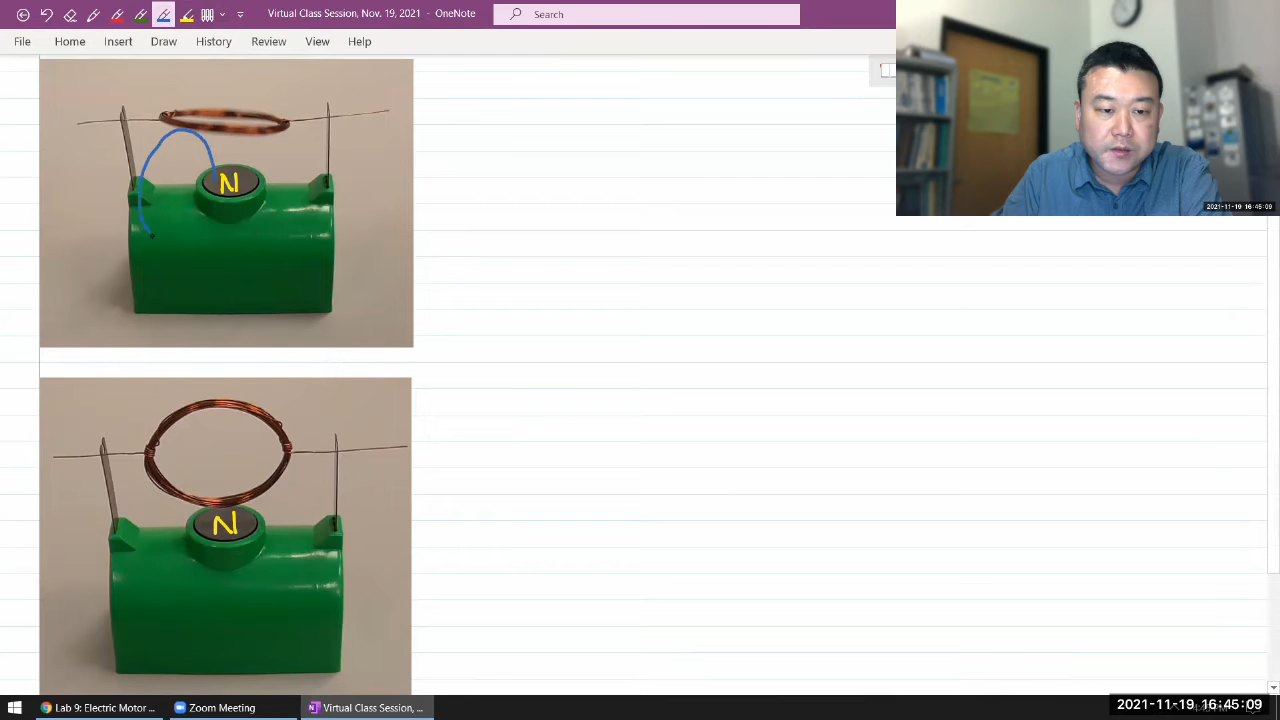 Virtual Class Session, Nov. 19, 2021 - OneNote
Search
File Home Insert Draw History Review View Help
2021-11-19 16:45:09
N
N
Lab 9: Electric Motor ...
Zoom Meeting
Virtual Class Session, ...
2021-11-19 16:45:09